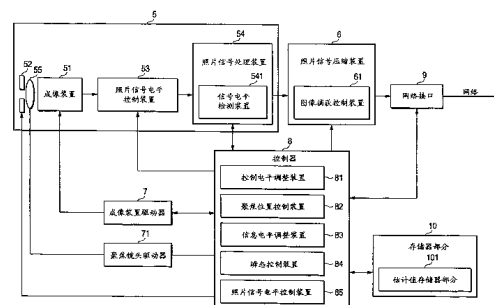 5
52
55
51
成像装置
53
照片信号电平
控制装置
54
照片信号处理装置
541
信号电平
检测装置
6
照片信号压缩装置
61
图像捕获控制装置
9
网络接口
网络
8
控制器
控制电平调整装置
81
聚焦位置控制装置
82
信息电平调整装置
83
瞬态控制装置
84
照片信号电平控制装置
85
7
成像装置驱动器
71
聚焦镜头驱动器
10
存储器部分
101
估计值存储器部分